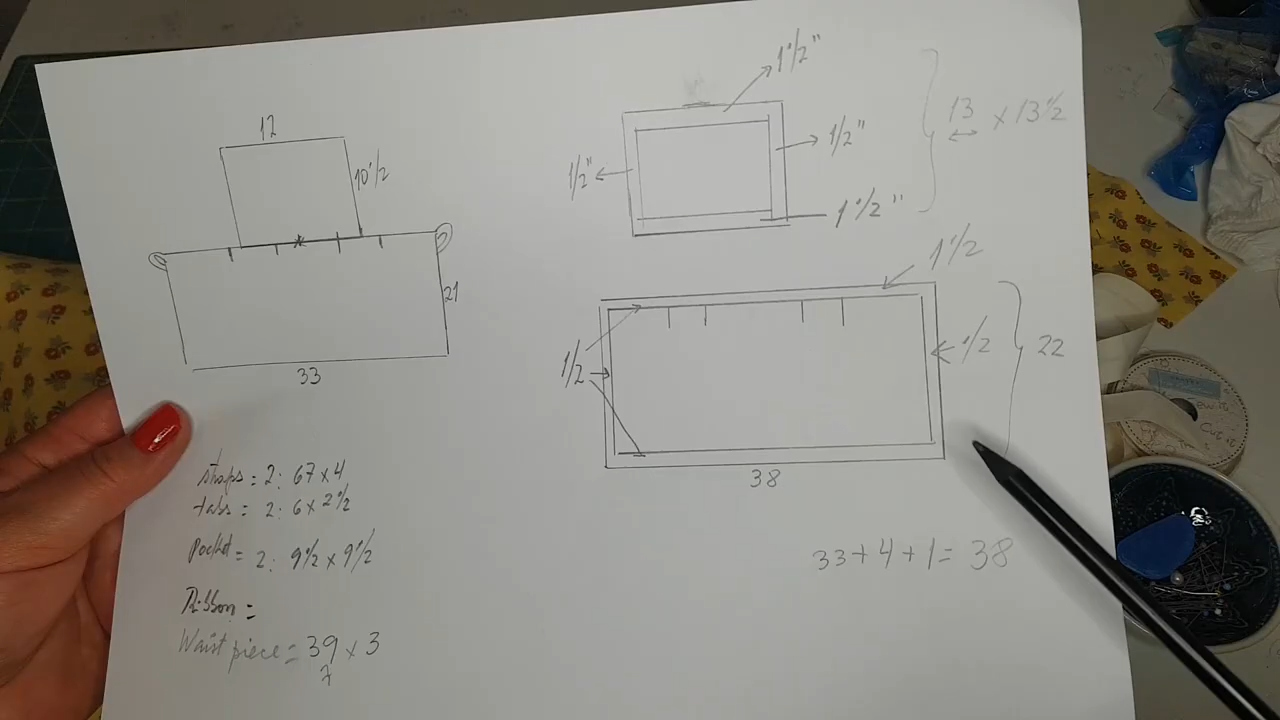 12
10 1/2
21
33
straps = 2: 67 x 4
tabs = 2: 6 x 2 1/2
Pocket = 2: 9 1/2 x 9 1/2
Ribbon =
Waist piece = 39 x 3
1 1/2"
1/2"
1/2"
1 1/2"
13 x 13 1/2
1 1/2
1/2
1/2
22
38
33 + 4 + 1 = 38